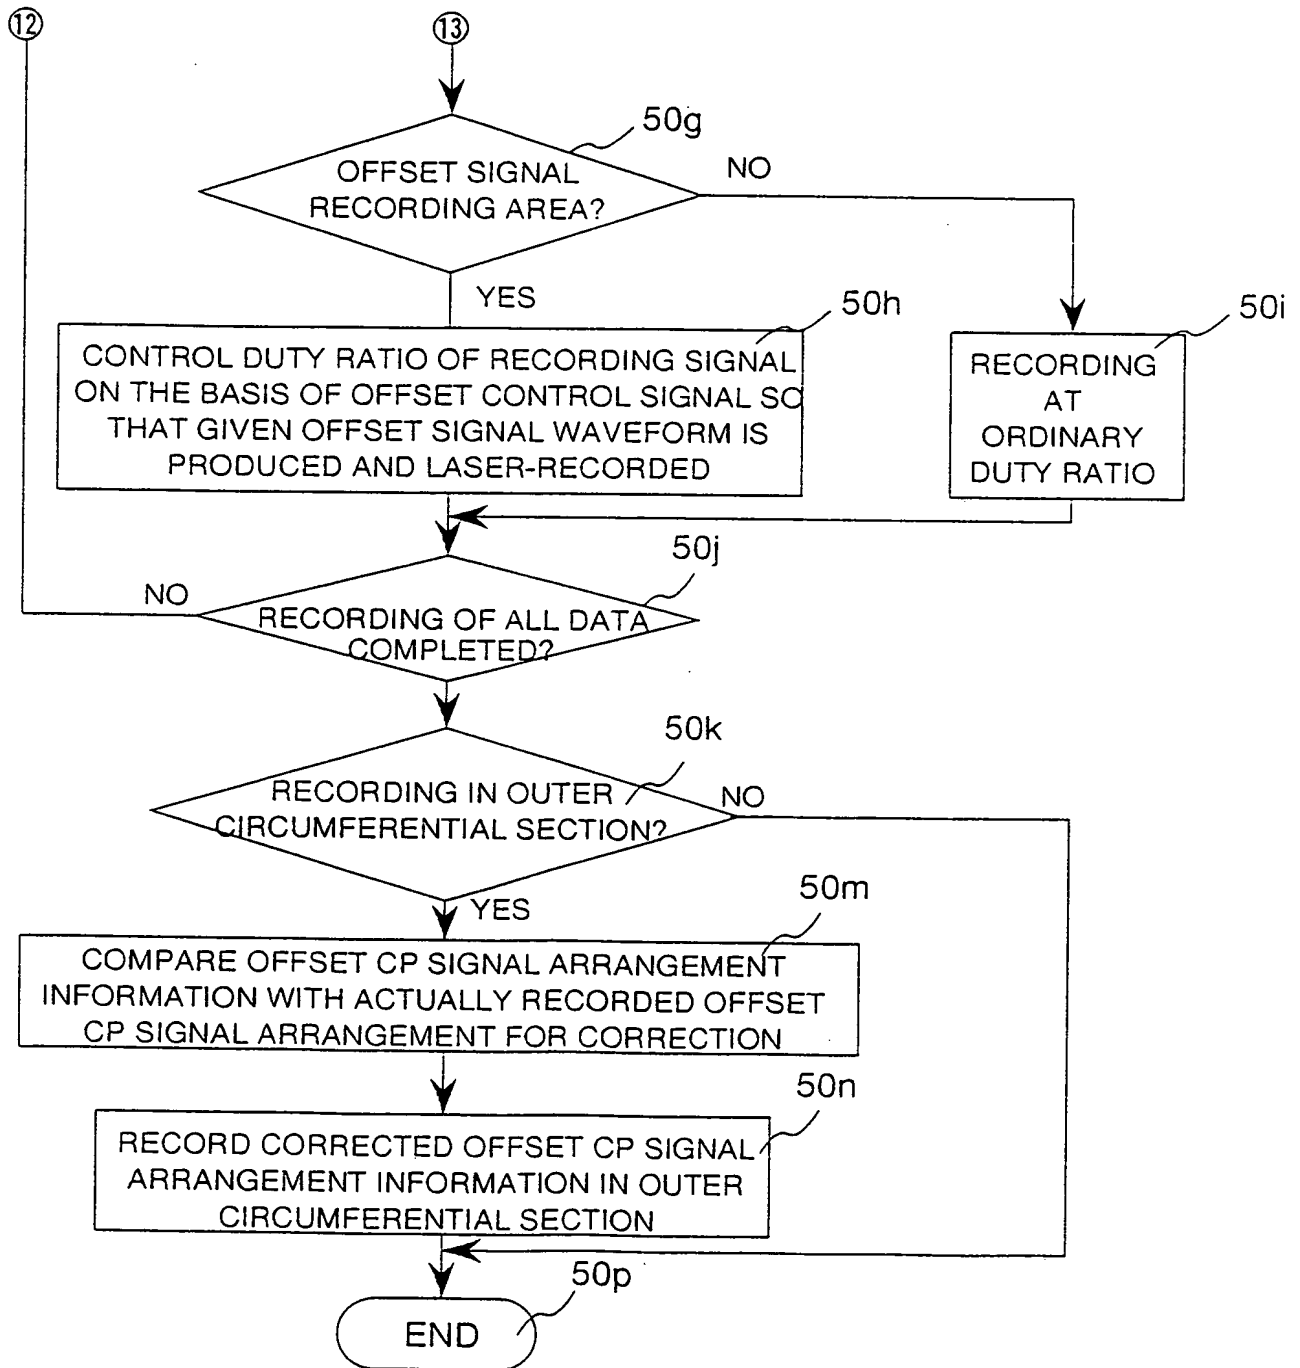 ⑫
⑬
50g
OFFSET SIGNAL
RECORDING AREA?
NO
YES
50h
50i
CONTROL DUTY RATIO OF RECORDING SIGNAL
ON THE BASIS OF OFFSET CONTROL SIGNAL SO
THAT GIVEN OFFSET SIGNAL WAVEFORM IS
PRODUCED AND LASER-RECORDED
RECORDING
AT
ORDINARY
DUTY RATIO
50j
NO
RECORDING OF ALL DATA
COMPLETED?
50k
RECORDING IN OUTER
CIRCUMFERENTIAL SECTION?
NO
YES
50m
COMPARE OFFSET CP SIGNAL ARRANGEMENT
INFORMATION WITH ACTUALLY RECORDED OFFSET
CP SIGNAL ARRANGEMENT FOR CORRECTION
50n
RECORD CORRECTED OFFSET CP SIGNAL
ARRANGEMENT INFORMATION IN OUTER
CIRCUMFERENTIAL SECTION
50p
END